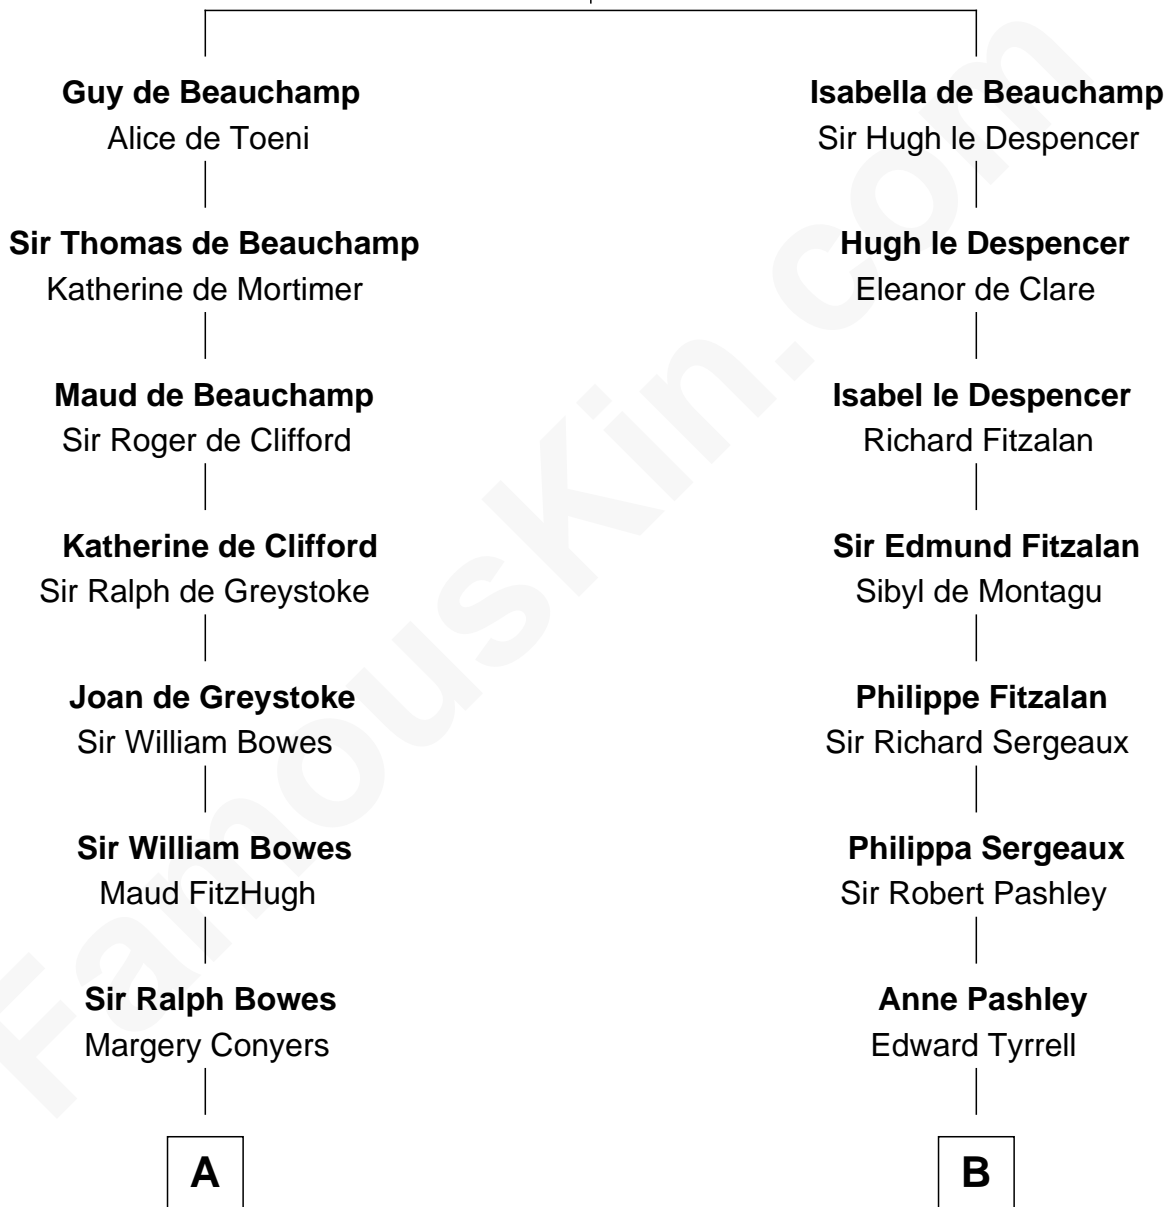 Guy de Beauchamp
Alice de Toeni
Sir Thomas de Beauchamp
Katherine de Mortimer
Maud de Beauchamp
Sir Roger de Clifford
Katherine de Clifford
Sir Ralph de Greystoke
Joan de Greystoke
Sir William Bowes
Sir William Bowes
Maud FitzHugh
Sir Ralph Bowes
Margery Conyers
A
Isabella de Beauchamp
Sir Hugh le Despencer
Hugh le Despencer
Eleanor de Clare
Isabel le Despencer
Richard Fitzalan
Sir Edmund Fitzalan
Sibyl de Montagu
Philippe Fitzalan
Sir Richard Sergeaux
Philippa Sergeaux
Sir Robert Pashley
Anne Pashley
Edward Tyrrell
B
FamousKin.com